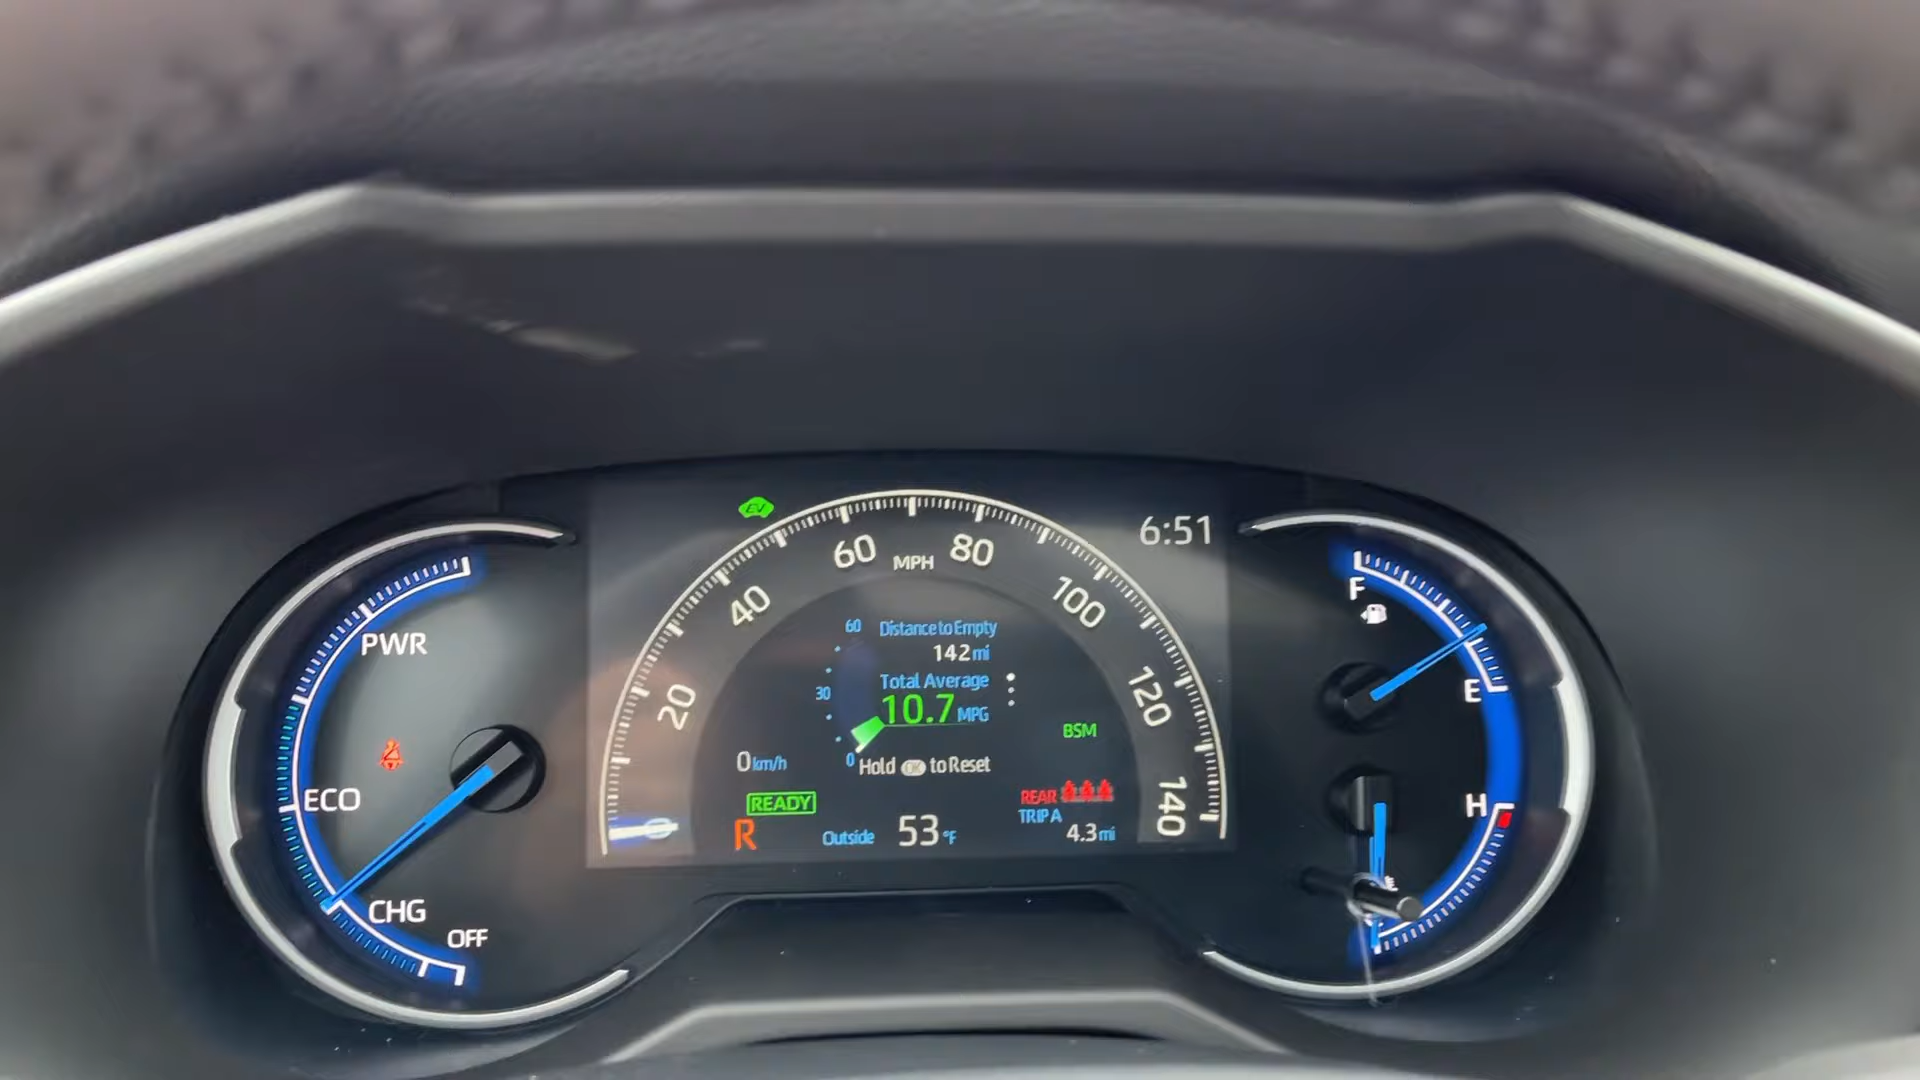 EV
6:51
60
MPH
80
40
100
20
120
140
60
30
0
Distance to Empty
142 mi
Total Average
10.7 MPG
Hold OK to Reset
BSM
0 km/h
READY
R
Outside 53 °F
REAR
TRIP A
4.3 mi
PWR
ECO
CHG
OFF
F
E
H